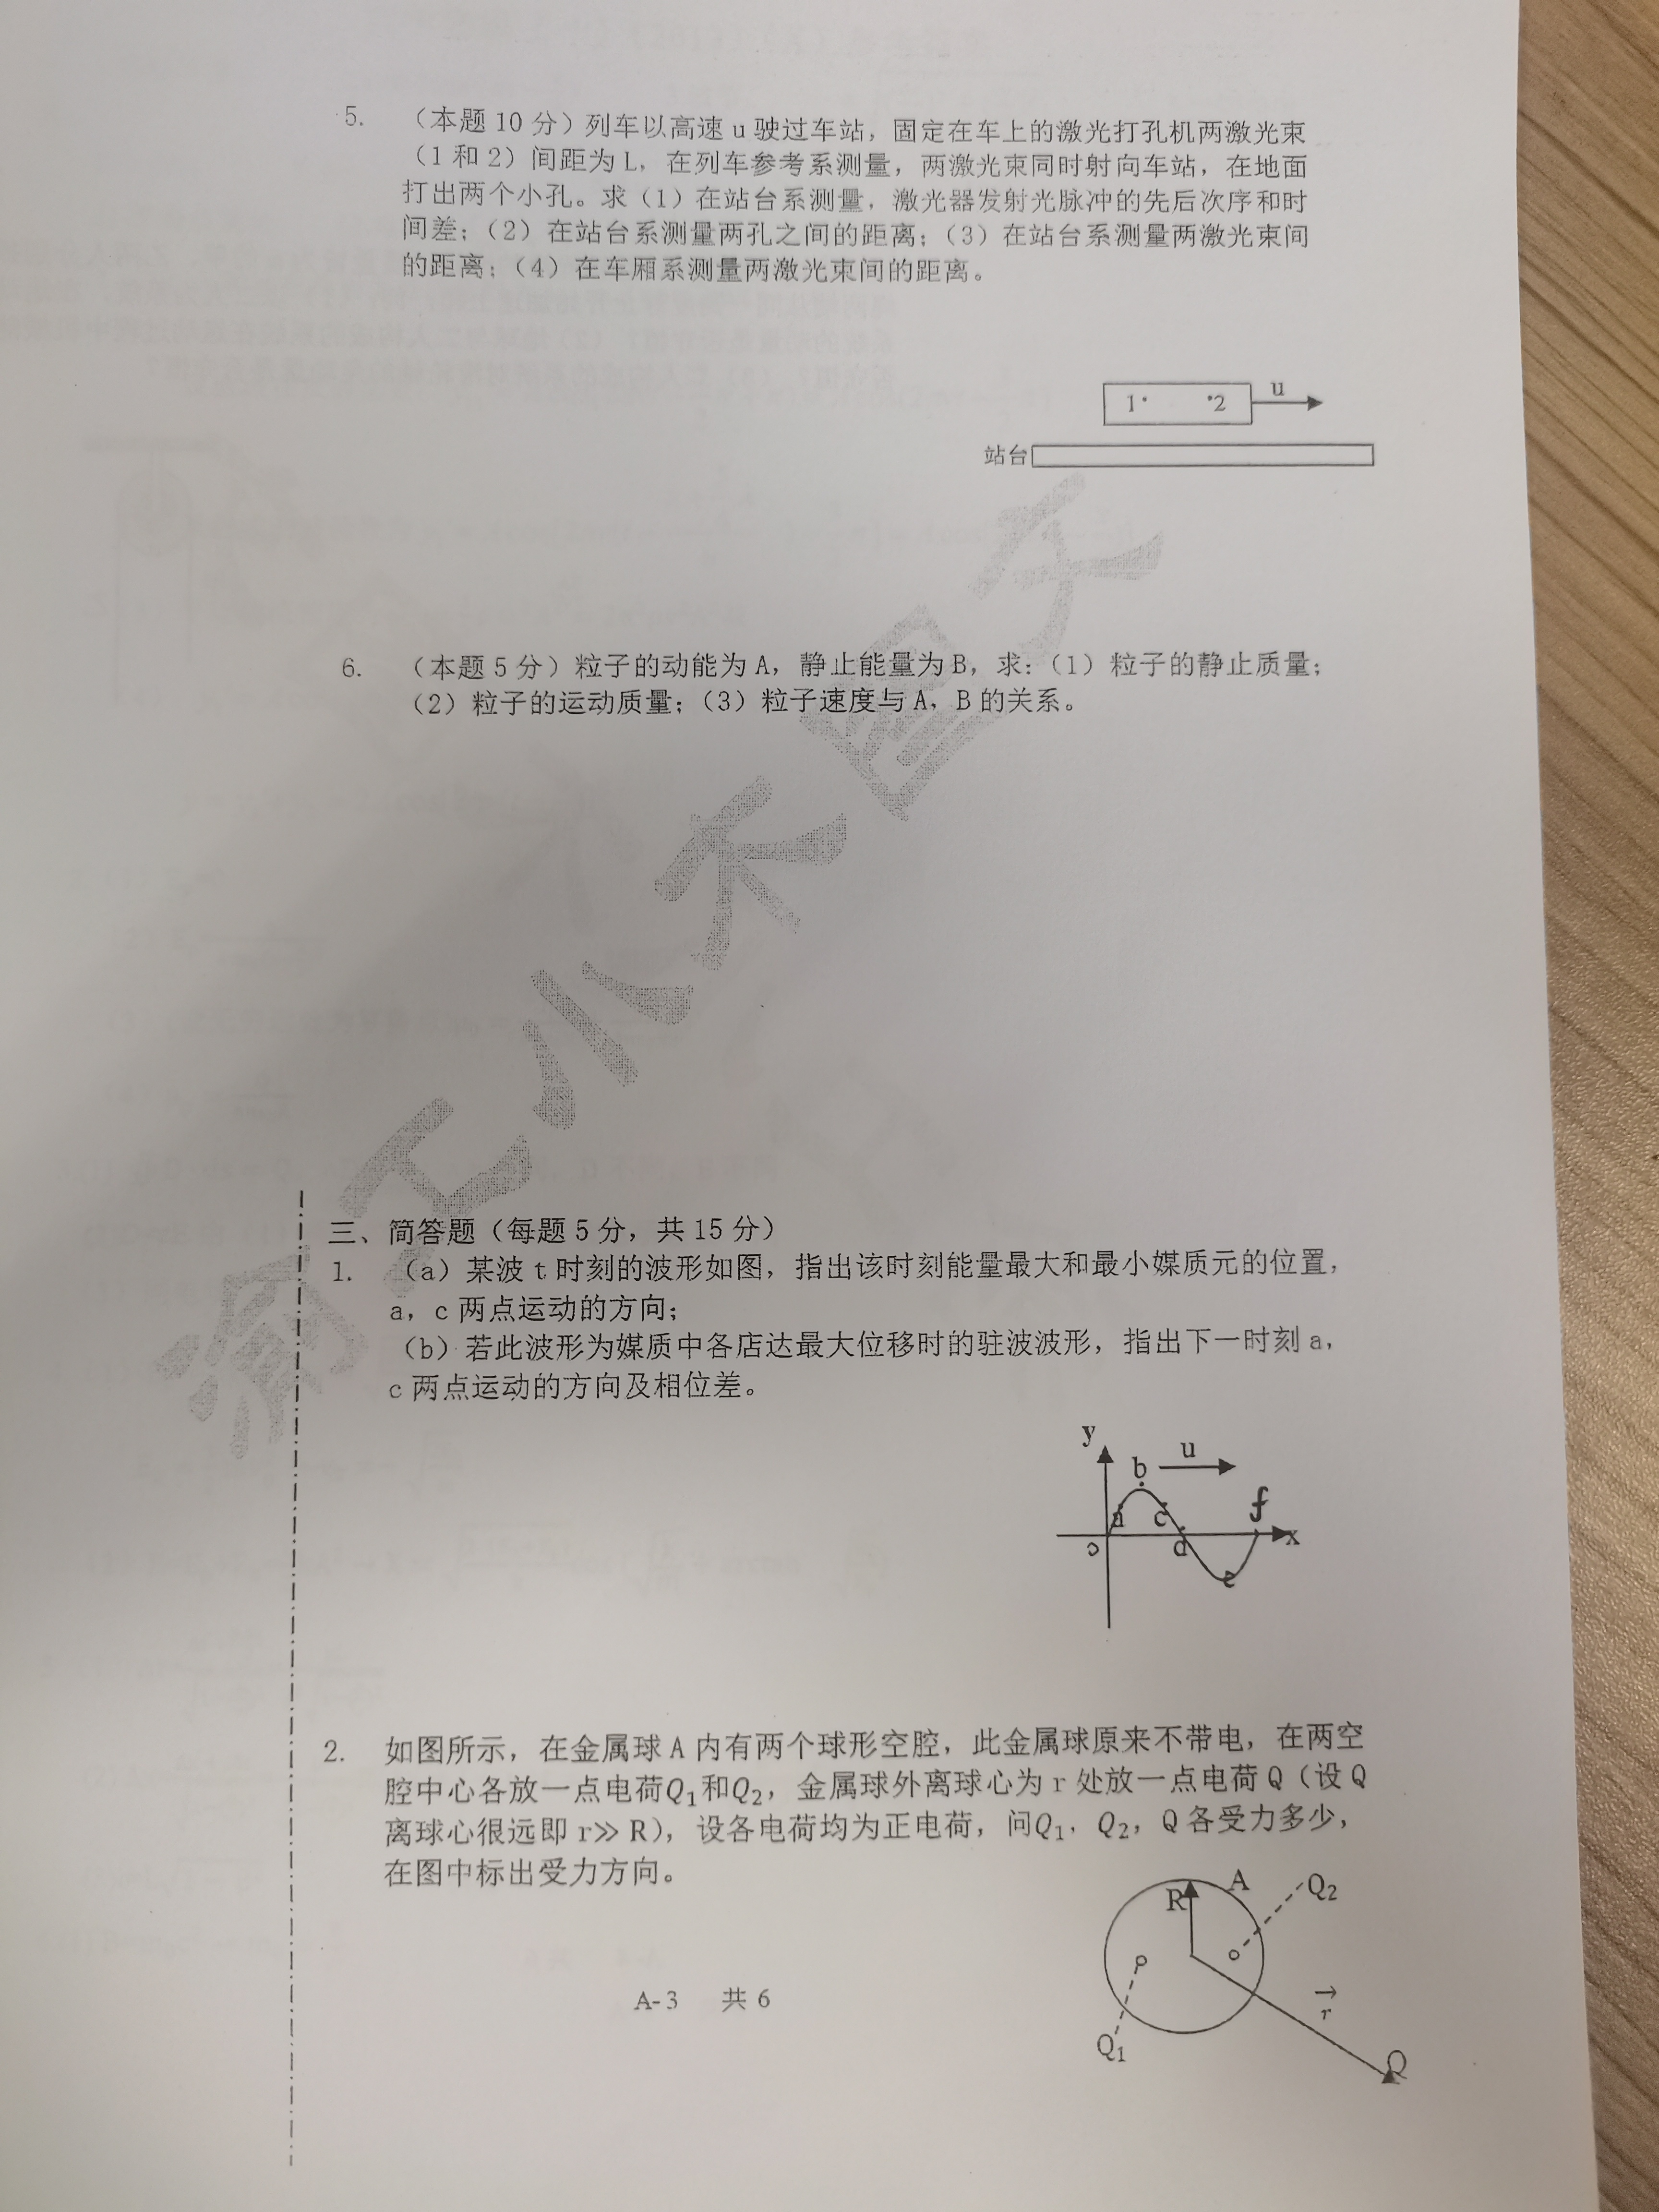 5. （本题 10 分）列车以高速 u 驶过车站，固定在车上的激光打孔机两激光束
（1 和 2）间距为 L，在列车参考系测量，两激光束同时射向车站，在地面
打出两个小孔。求（1）在站台系测量，激光器发射光脉冲的先后次序和时
间差；（2）在站台系测量两孔之间的距离；（3）在站台系测量两激光束间
的距离；（4）在车厢系测量两激光束间的距离。
1 2 u
站台
6. （本题 5 分）粒子的动能为 A，静止能量为 B，求：（1）粒子的静止质量；
（2）粒子的运动质量；（3）粒子速度与 A，B 的关系。
三、简答题（每题 5 分，共 15 分）
1. （a）某波 t 时刻的波形如图，指出该时刻能量最大和最小媒质元的位置，
a，c 两点运动的方向；
（b）若此波形为媒质中各店达最大位移时的驻波波形，指出下一时刻 a，
c 两点运动的方向及相位差。
y
u
b
f
a c
o d x
e
2. 如图所示，在金属球 A 内有两个球形空腔，此金属球原来不带电，在两空
腔中心各放一点电荷Q₁和Q₂，金属球外离球心为 r 处放一点电荷 Q（设 Q
离球心很远即 r≫ R），设各电荷均为正电荷，问Q₁，Q₂，Q 各受力多少，
在图中标出受力方向。
A
R
Q₂
r
Q₁
Q
A-3 共 6